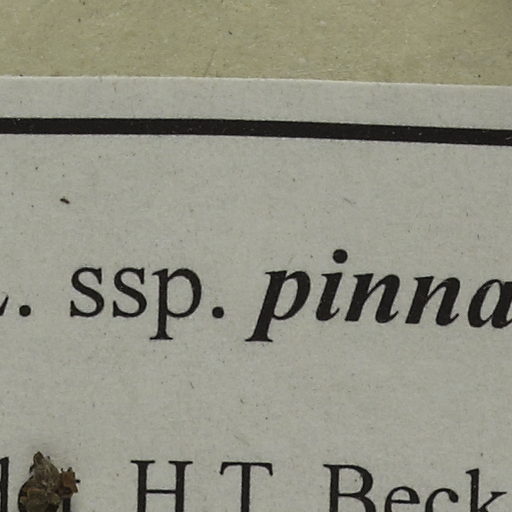 L. ssp. pinna
H.T. Beck